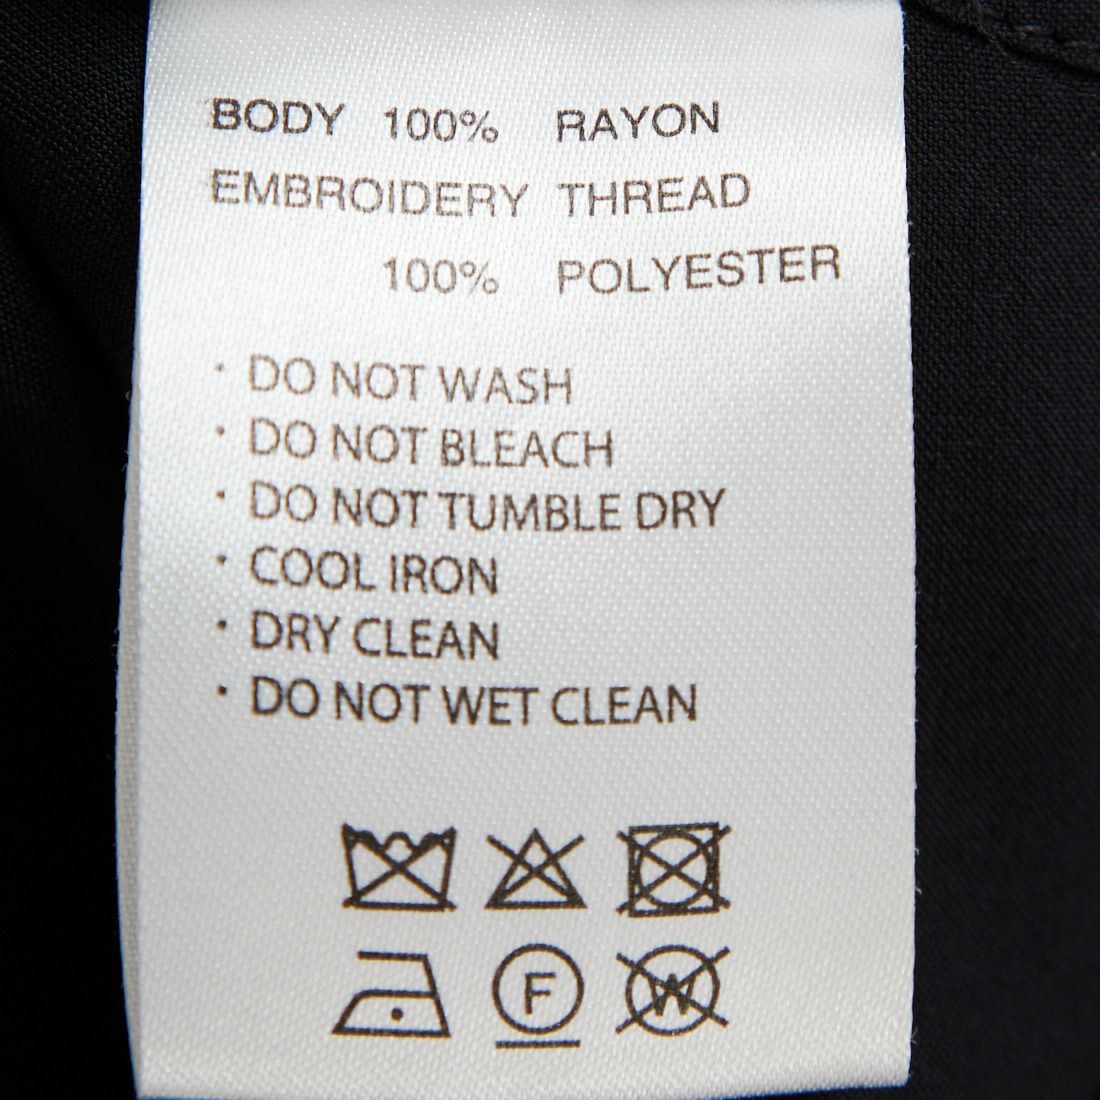 BODY 100% RAYON
EMBROIDERY THREAD
100% POLYESTER
· DO NOT WASH
· DO NOT BLEACH
· DO NOT TUMBLE DRY
· COOL IRON
· DRY CLEAN
· DO NOT WET CLEAN
F W